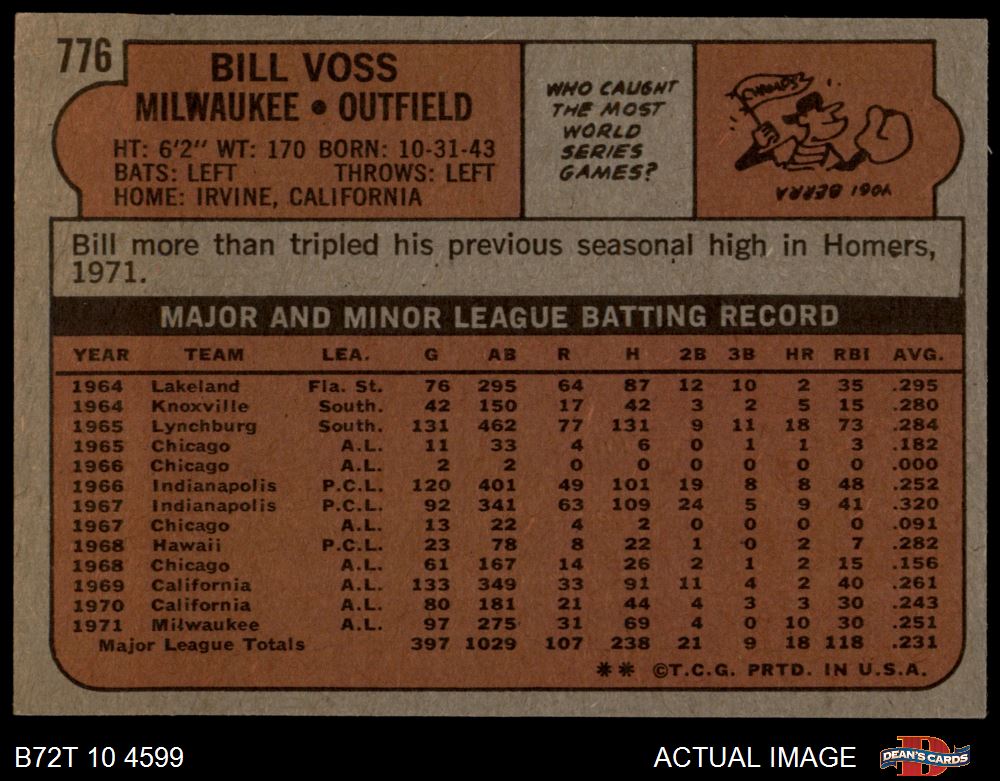 776
BILL VOSS
MILWAUKEE • OUTFIELD
HT: 6'2" WT: 170 BORN: 10-31-43
BATS: LEFT THROWS: LEFT
HOME: IRVINE, CALIFORNIA
WHO CAUGHT
THE MOST
WORLD
SERIES
GAMES?
CHAMPS
YOGI BERRA
Bill more than tripled his previous seasonal high in Homers,
1971.
MAJOR AND MINOR LEAGUE BATTING RECORD
YEAR TEAM LEA. G AB R H 2B 3B HR RBI AVG.
1964 Lakeland Fla. St. 76 295 64 87 12 10 2 35 .295
1964 Knoxville South. 42 150 17 42 3 2 5 15 .280
1965 Lynchburg South. 131 462 77 131 9 11 18 73 .284
1965 Chicago A.L. 11 33 4 6 0 1 1 3 .182
1966 Chicago A.L. 2 2 0 0 0 0 0 0 .000
1966 Indianapolis P.C.L. 120 401 49 101 19 8 8 48 .252
1967 Indianapolis P.C.L. 92 341 63 109 24 5 9 41 .320
1967 Chicago A.L. 13 22 4 2 0 0 0 0 .091
1968 Hawaii P.C.L. 23 78 8 22 1 0 2 7 .282
1968 Chicago A.L. 61 167 14 26 2 1 2 15 .156
1969 California A.L. 133 349 33 91 11 4 2 40 .261
1970 California A.L. 80 181 21 44 4 3 3 30 .243
1971 Milwaukee A.L. 97 275 31 69 4 0 10 30 .251
Major League Totals 397 1029 107 238 21 9 18 118 .231
** ©T.C.G. PRTD. IN U.S.A.
B72T 10 4599
ACTUAL IMAGE
D
DEAN'S CARDS